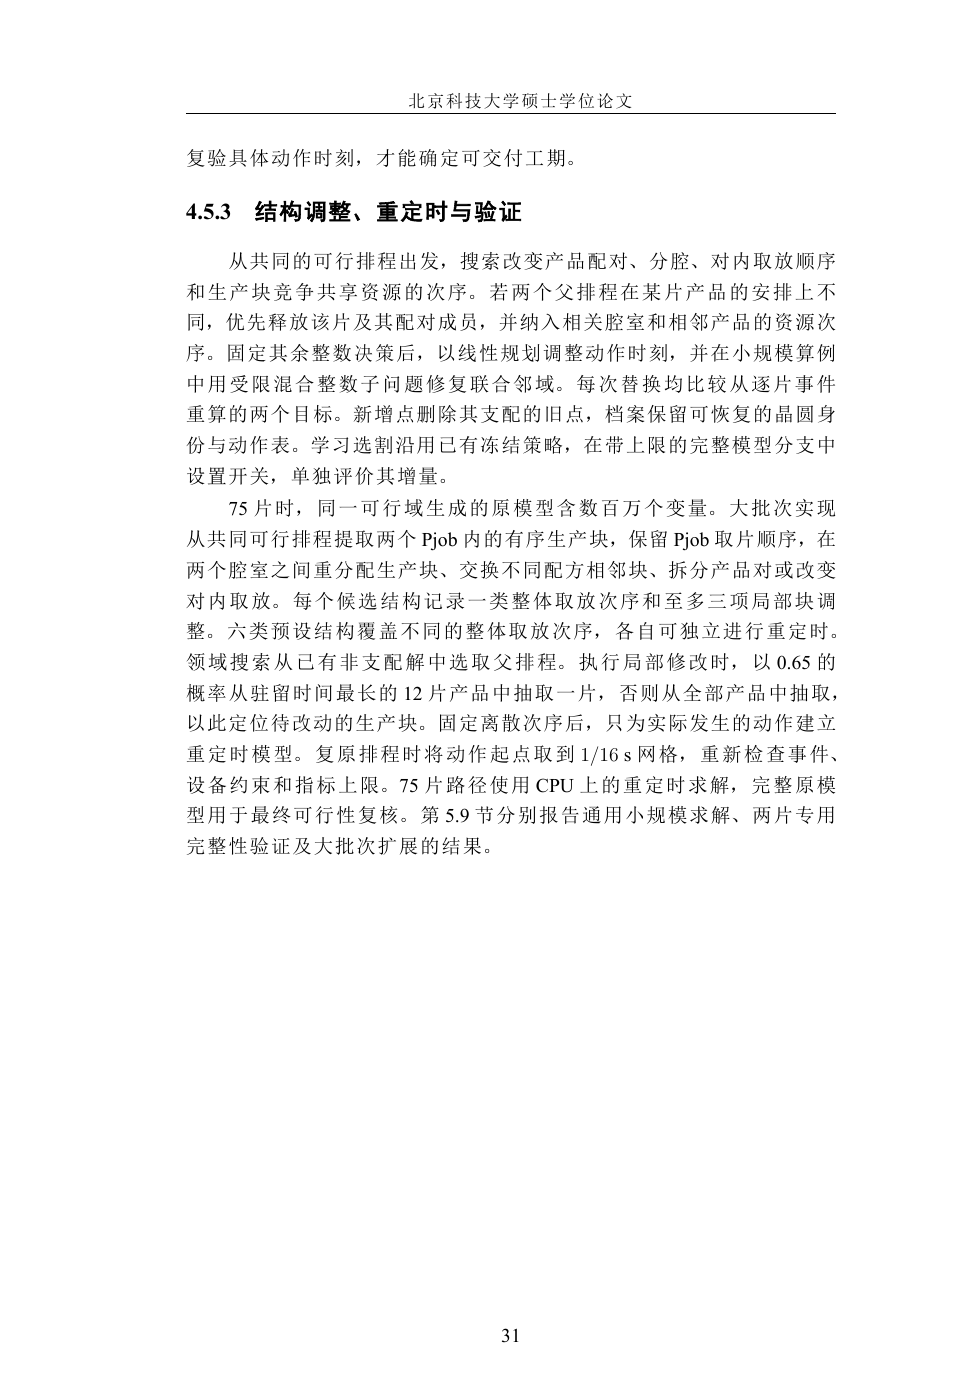 北京科技大学硕士学位论文
复验具体动作时刻，才能确定可交付工期。
4.5.3 结构调整、重定时与验证
从共同的可行排程出发，搜索改变产品配对、分腔、对内取放顺序
和生产块竞争共享资源的次序。若两个父排程在某片产品的安排上不
同，优先释放该片及其配对成员，并纳入相关腔室和相邻产品的资源次
序。固定其余整数决策后，以线性规划调整动作时刻，并在小规模算例
中用受限混合整数子问题修复联合邻域。每次替换均比较从逐片事件
重算的两个目标。新增点删除其支配的旧点，档案保留可恢复的晶圆身
份与动作表。学习选割沿用已有冻结策略，在带上限的完整模型分支中
设置开关，单独评价其增量。
75 片时，同一可行域生成的原模型含数百万个变量。大批次实现
从共同可行排程提取两个 Pjob 内的有序生产块，保留 Pjob 取片顺序，在
两个腔室之间重分配生产块、交换不同配方相邻块、拆分产品对或改变
对内取放。每个候选结构记录一类整体取放次序和至多三项局部块调
整。六类预设结构覆盖不同的整体取放次序，各自可独立进行重定时。
领域搜索从已有非支配解中选取父排程。执行局部修改时，以 0.65 的
概率从驻留时间最长的 12 片产品中抽取一片，否则从全部产品中抽取，
以此定位待改动的生产块。固定离散次序后，只为实际发生的动作建立
重定时模型。复原排程时将动作起点取到 1/16 s 网格，重新检查事件、
设备约束和指标上限。75 片路径使用 CPU 上的重定时求解，完整原模
型用于最终可行性复核。第 5.9 节分别报告通用小规模求解、两片专用
完整性验证及大批次扩展的结果。
31